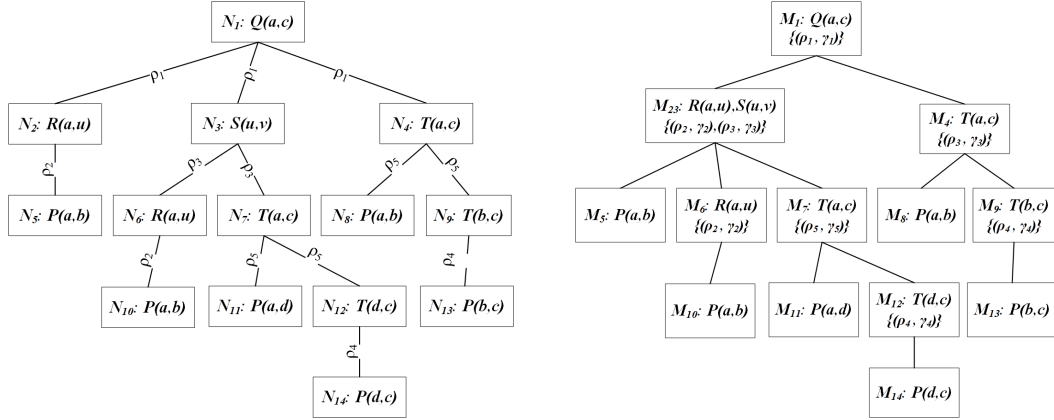 N1: Q(a,c)
ρ1
ρ1
ρ1
N2: R(a,u)
N3: S(u,v)
N4: T(a,c)
ρ2
ρ3
ρ3
ρ5
ρ5
N5: P(a,b)
N6: R(a,u)
N7: T(a,c)
N8: P(a,b)
N9: T(b,c)
ρ2
ρ5
ρ5
ρ4
N10: P(a,b)
N11: P(a,d)
N12: T(d,c)
N13: P(b,c)
ρ4
N14: P(d,c)
M1: Q(a,c)
{(ρ1, γ1)}
M23: R(a,u),S(u,v)
{(ρ2, γ2),(ρ3, γ3)}
M4: T(a,c)
{(ρ3, γ3)}
M5: P(a,b)
M6: R(a,u)
{(ρ2, γ2)}
M7: T(a,c)
{(ρ5, γ5)}
M8: P(a,b)
M9: T(b,c)
{(ρ4, γ4)}
M10: P(a,b)
M11: P(a,d)
M12: T(d,c)
{(ρ4, γ4)}
M13: P(b,c)
M14: P(d,c)